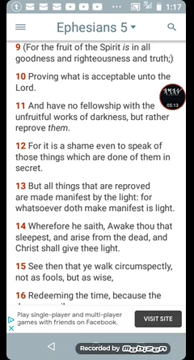 1:17
Ephesians 5
9 (For the fruit of the Spirit is in all
goodness and righteousness and truth;)
10 Proving what is acceptable unto the
Lord.
11 And have no fellowship with the
unfruitful works of darkness, but rather
reprove them.
12 For it is a shame even to speak of
those things which are done of them in
secret.
13 But all things that are reproved
are made manifest by the light: for
whatsoever doth make manifest is light.
14 Wherefore he saith, Awake thou that
sleepest, and arise from the dead, and
Christ shall give thee light.
15 See then that ye walk circumspectly,
not as fools, but as wise,
16 Redeeming the time, because the
Play single-player and multi-player
games with friends on Facebook.
VISIT SITE
Recorded by